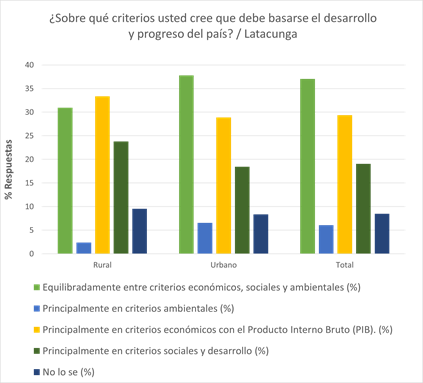 ¿Sobre qué criterios usted cree que debe basarse el desarrollo
y progreso del país? / Latacunga
40
35
30
25
20
15
10
5
0
% Respuestas
Rural
Urbano
Total
Equilibradamente entre criterios económicos, sociales y ambientales (%)
Principalmente en criterios ambientales (%)
Principalmente en criterios económicos con el Producto Interno Bruto (PIB). (%)
Principalmente en criterios sociales y desarrollo (%)
No lo se (%)